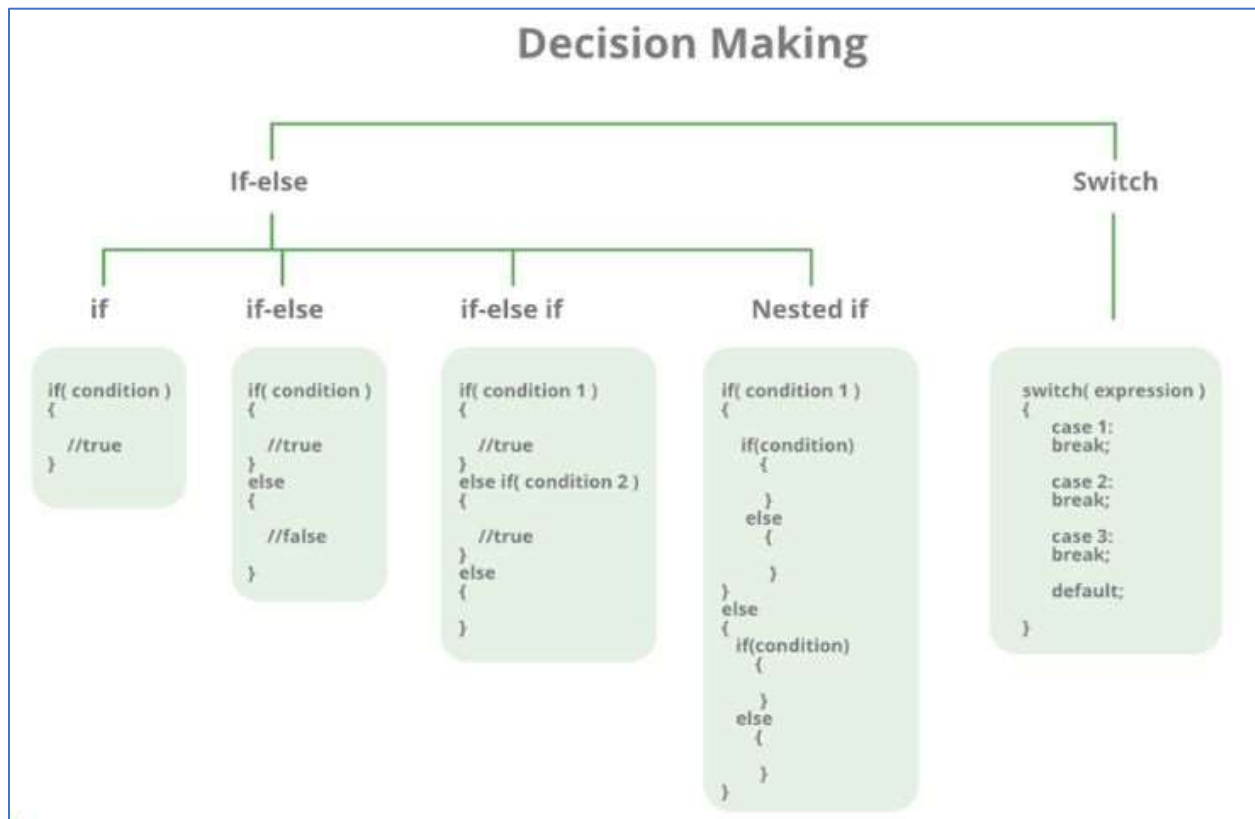 Decision Making
If-else
Switch
if
if-else
if-else if
Nested if
if( condition )
{
//true
}
if( condition )
{
//true
}
else
{
//false
}
if( condition 1 )
{
//true
}
else if( condition 2 )
{
//true
}
else
{
}
if( condition 1 )
{
if(condition)
{
}
else
{
}
}
else
{
if(condition)
{
}
else
{
}
}
switch( expression )
{
case 1:
break;
case 2:
break;
case 3:
break;
default;
}